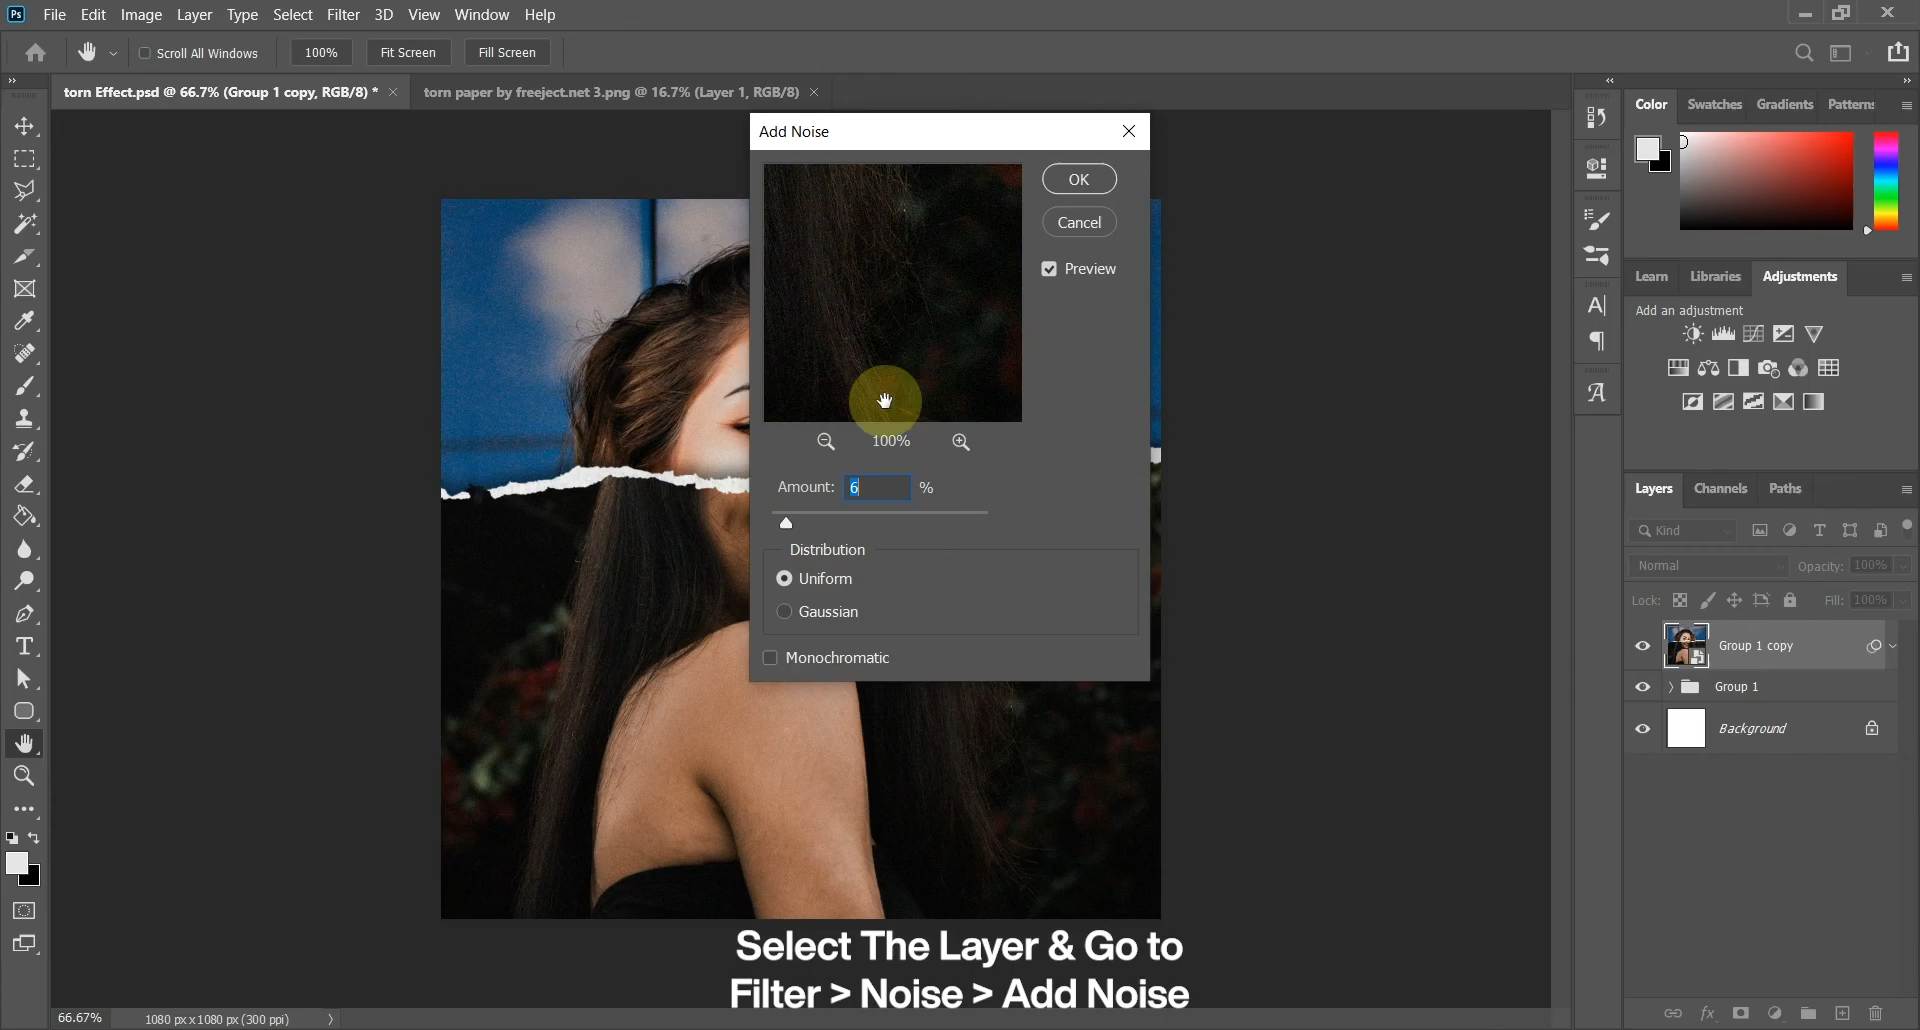 Ps File Edit Image Layer Type Select Filter 3D View Window Help
Scroll All Windows 100% Fit Screen Fill Screen
torn Effect.psd @ 66.7% (Group 1 copy, RGB/8) * torn paper by freeject.net 3.png @ 16.7% (Layer 1, RGB/8)
Add Noise
OK
Cancel
Preview
100%
Amount: 6 %
Distribution
Uniform
Gaussian
Monochromatic
Color Swatches Gradients Patterns
Learn Libraries Adjustments
Add an adjustment
Layers Channels Paths
Kind
Normal Opacity: 100%
Lock: Fill: 100%
Group 1 copy
Group 1
Background
Select The Layer & Go to
Filter > Noise > Add Noise
66.67% 1080 px x 1080 px (300 ppi)